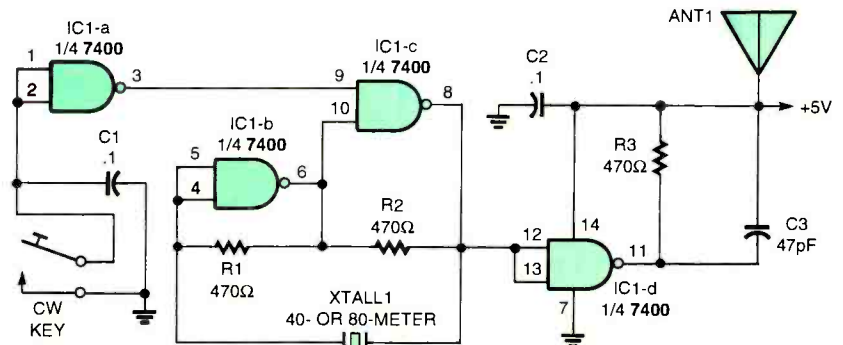 IC1-a
1/4 7400
1
2
3
C1
.1
CW
KEY
IC1-b
1/4 7400
5
4
6
R1
470Ω
R2
470Ω
XTALL1
40- OR 80-METER
IC1-c
1/4 7400
9
10
8
C2
.1
ANT1
+5V
R3
470Ω
C3
47pF
14
12
13
11
7
IC1-d
1/4 7400